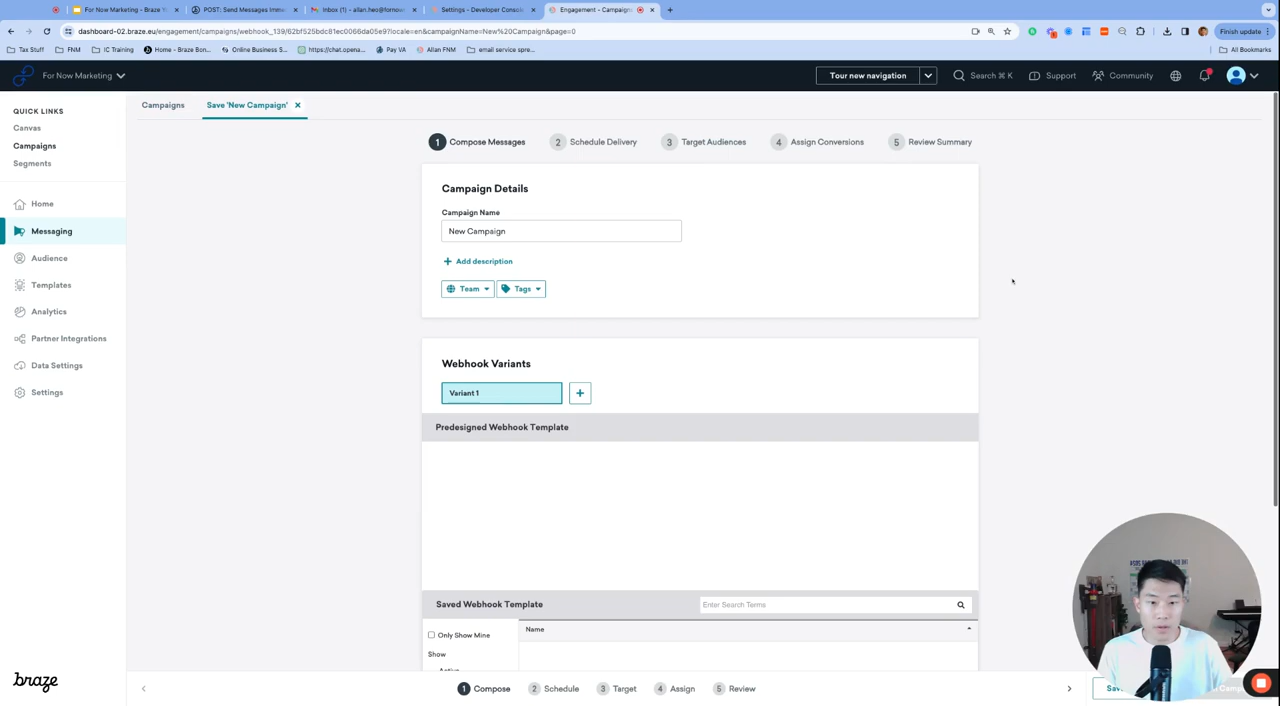 For Now Marketing - Braze Yo
POST: Send Messages Imme
Inbox (1) - allan.heo@fornow
Settings - Developer Conso
Engagement - Campaigns
dashboard-02.braze.eu/engagement/campaigns/webhook_139/62bf525bdc81ec0066da05e9?locale=en&campaignName=New%20Campaign&page=0
Finish update
Tax Stuff
FNM
IC Training
Home - Braze Bon...
Online Business S...
https://chat.opena...
Pay VA
Allan FNM
email service spre...
All Bookmarks
For Now Marketing
Tour new navigation
Search ⌘ K
Support
Community
QUICK LINKS
Canvas
Campaigns
Segments
Home
Messaging
Audience
Templates
Analytics
Partner Integrations
Data Settings
Settings
braze
Campaigns
Save 'New Campaign'
1 Compose Messages
2 Schedule Delivery
3 Target Audiences
4 Assign Conversions
5 Review Summary
Campaign Details
Campaign Name
New Campaign
+ Add description
Team
Tags
Webhook Variants
Variant 1
+
Predesigned Webhook Template
Saved Webhook Template
Enter Search Terms
Only Show Mine
Name
Show
1 Compose
2 Schedule
3 Target
4 Assign
5 Review